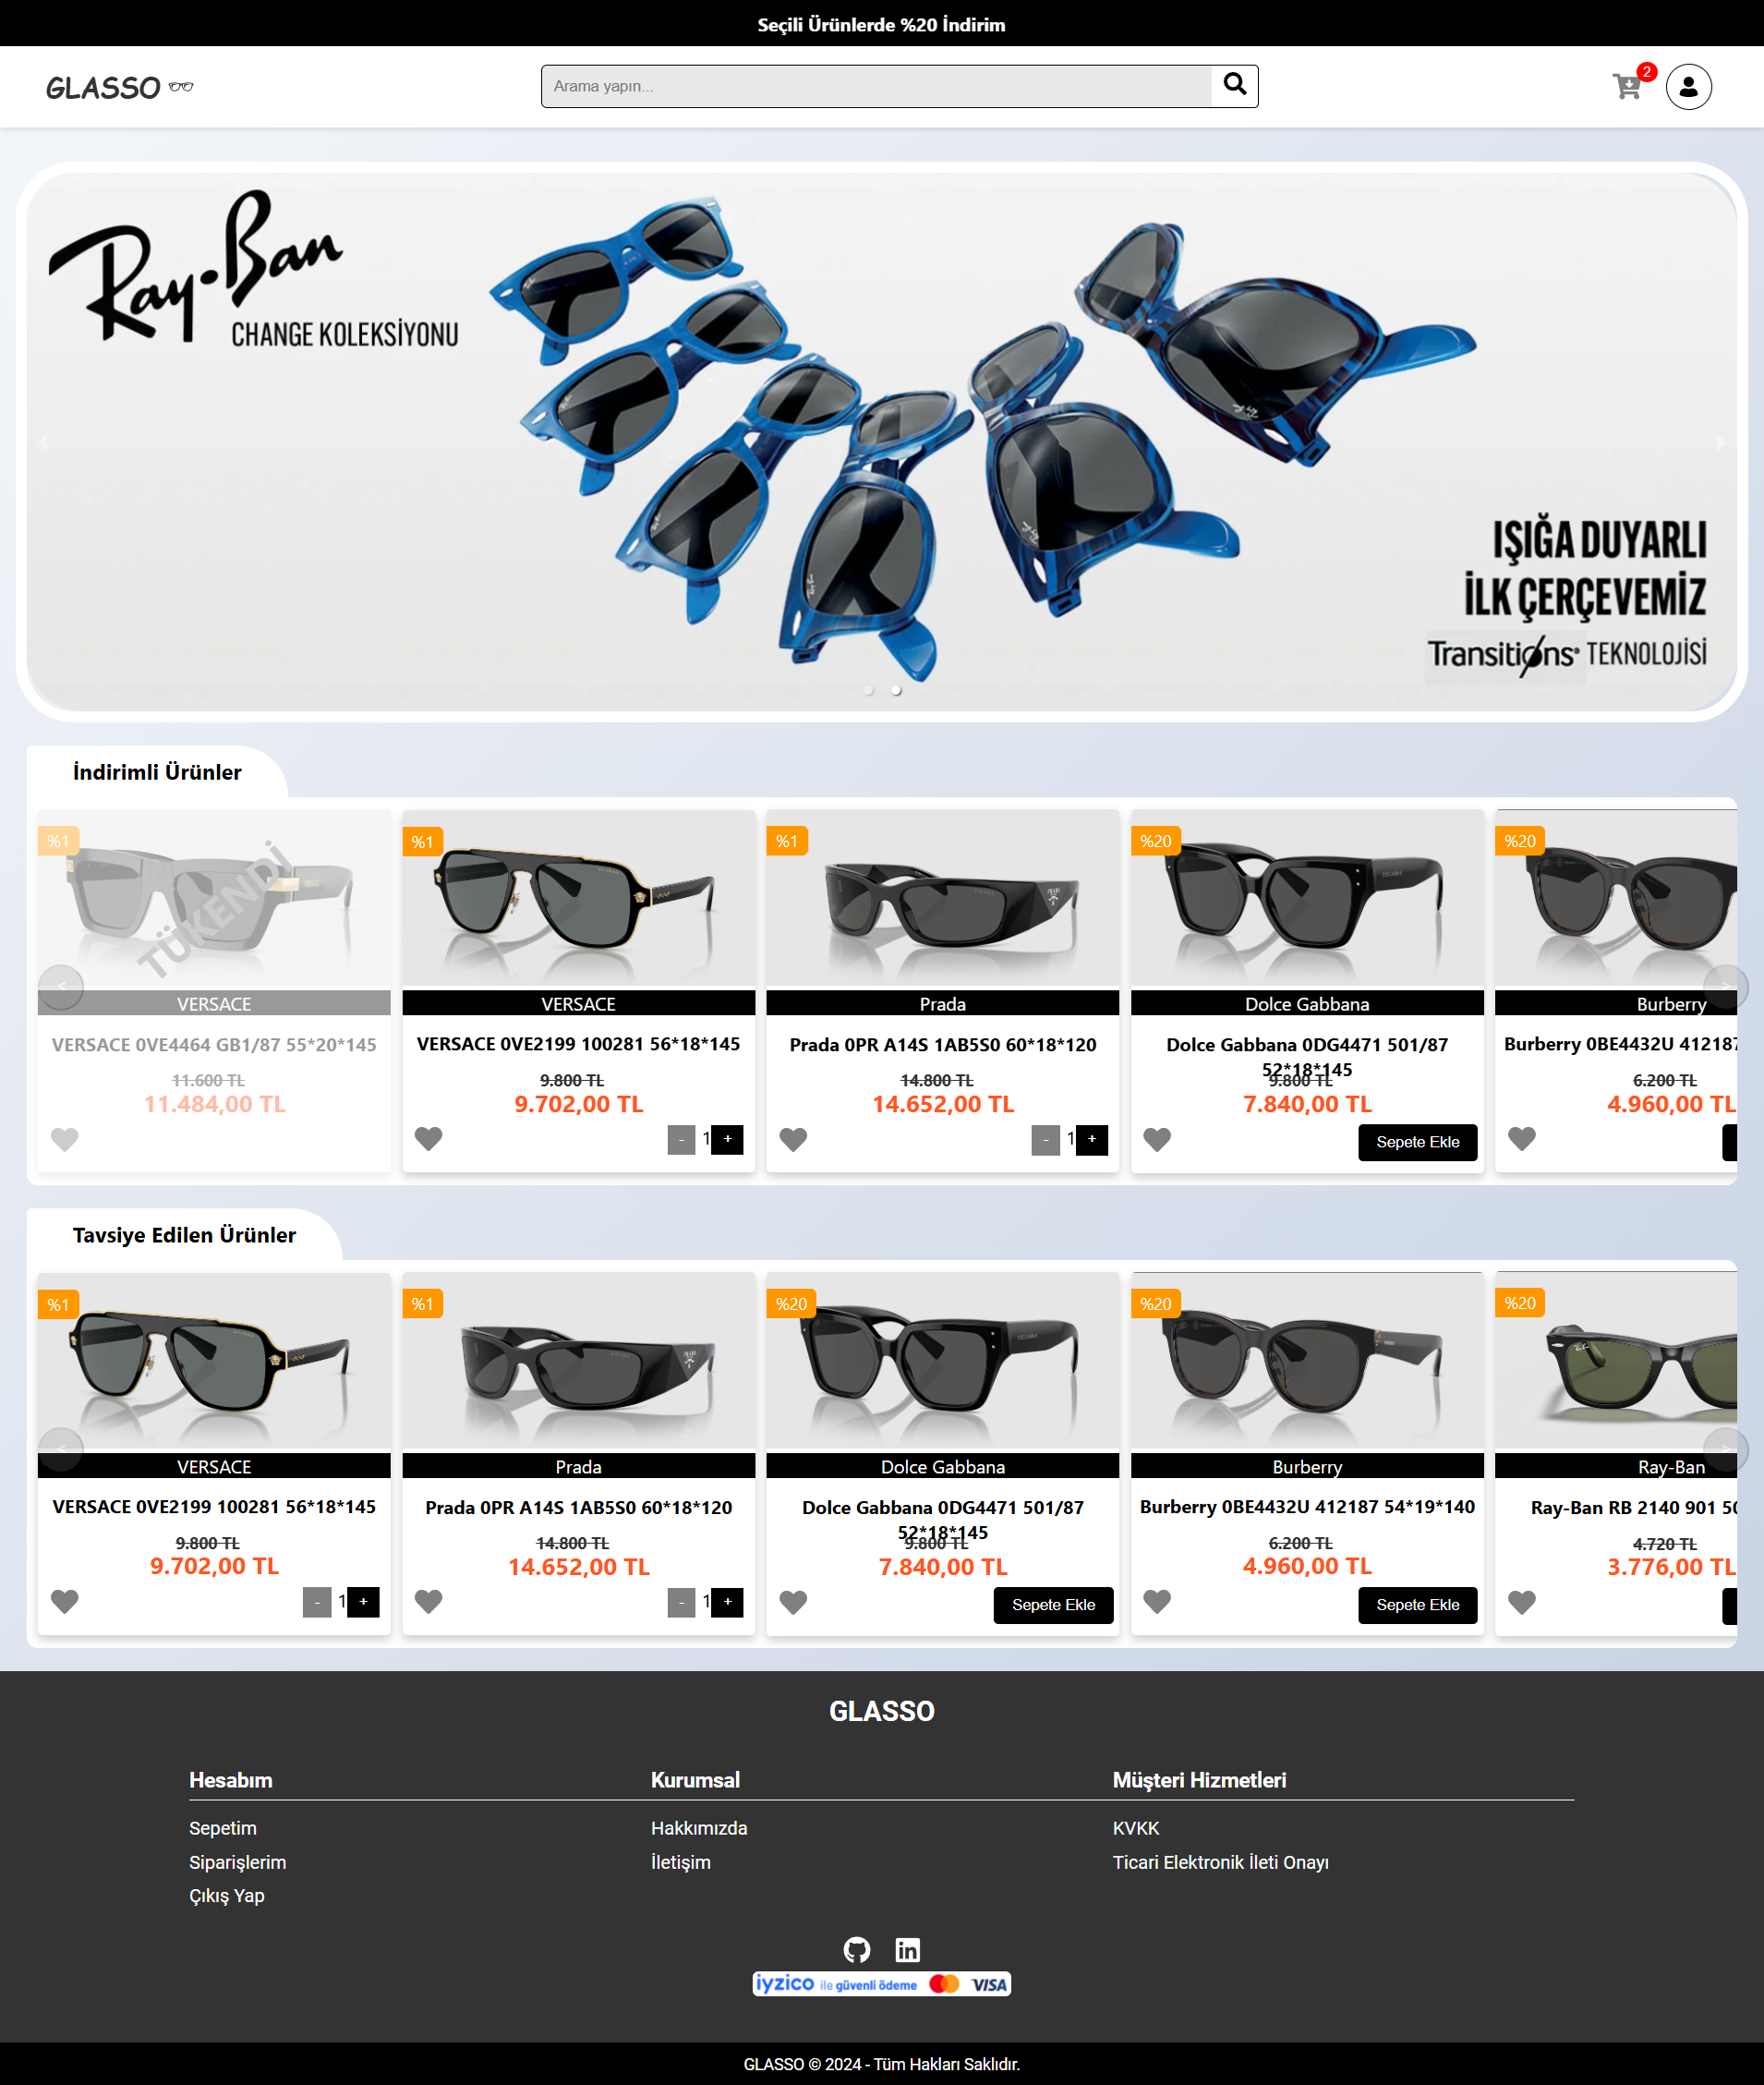 Seçili Ürünlerde %20 İndirim
GLASSO
Arama yapın...
2
Ray-Ban
CHANGE KOLEKSİYONU
IŞIĞA DUYARLI
İLK ÇERÇEVEMİZ
Transitions® TEKNOLOJİSİ
İndirimli Ürünler
%1
TÜKENDİ
VERSACE
VERSACE 0VE4464 GB1/87 55*20*145
11.600 TL
11.484,00 TL
%1
VERSACE
VERSACE 0VE2199 100281 56*18*145
9.800 TL
9.702,00 TL
- 1 +
%1
Prada
Prada 0PR A14S 1AB5S0 60*18*120
14.800 TL
14.652,00 TL
- 1 +
%20
Dolce Gabbana
Dolce Gabbana 0DG4471 501/87
52*18*145
9.800 TL
7.840,00 TL
Sepete Ekle
%20
Burberry
Burberry 0BE4432U 412187
6.200 TL
4.960,00 TL
<
>
Tavsiye Edilen Ürünler
%1
VERSACE
VERSACE 0VE2199 100281 56*18*145
9.800 TL
9.702,00 TL
- 1 +
%1
Prada
Prada 0PR A14S 1AB5S0 60*18*120
14.800 TL
14.652,00 TL
- 1 +
%20
Dolce Gabbana
Dolce Gabbana 0DG4471 501/87
52*18*145
9.800 TL
7.840,00 TL
Sepete Ekle
%20
Burberry
Burberry 0BE4432U 412187 54*19*140
6.200 TL
4.960,00 TL
Sepete Ekle
%20
Ray-Ban
Ray-Ban RB 2140 901 50
4.720 TL
3.776,00 TL
<
>
GLASSO
Hesabım
Sepetim
Siparişlerim
Çıkış Yap
Kurumsal
Hakkımızda
İletişim
Müşteri Hizmetleri
KVKK
Ticari Elektronik İleti Onayı
iyzico ile güvenli ödeme VISA
GLASSO © 2024 - Tüm Hakları Saklıdır.